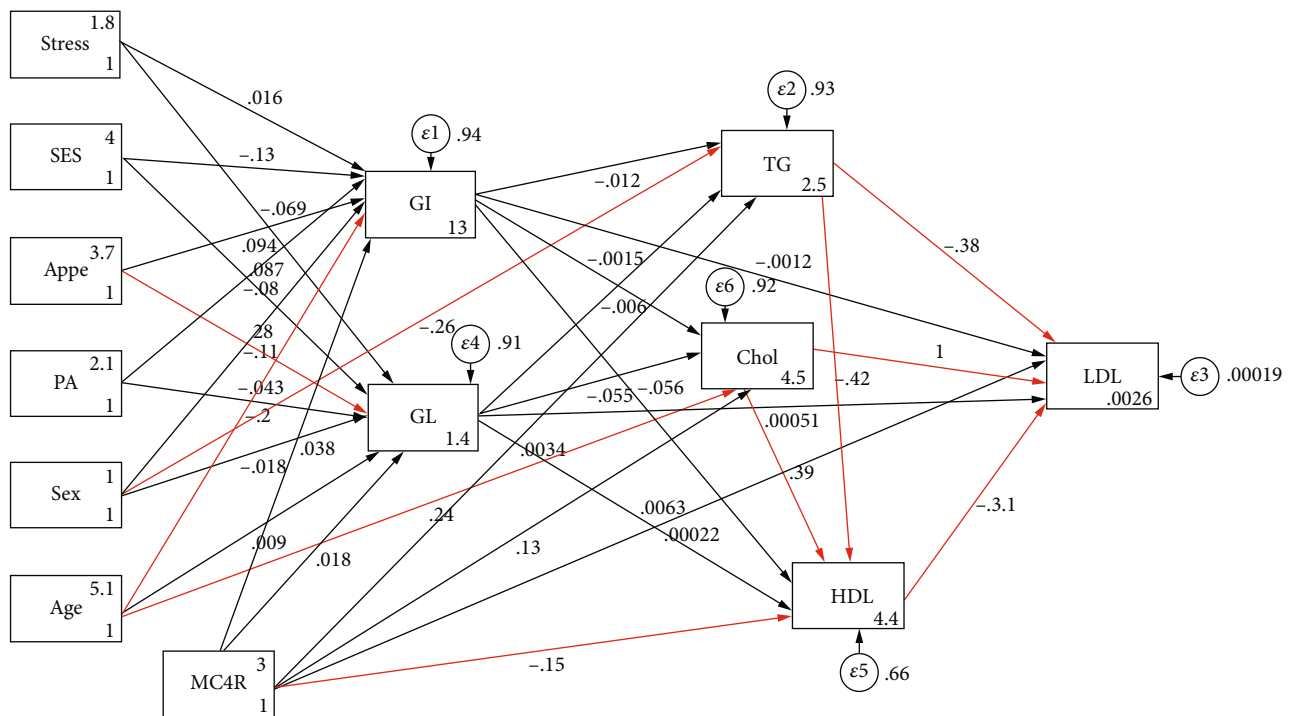 1.8
Stress
1
4
SES
1
3.7
Appe
1
2.1
PA
1
1
Sex
1
5.1
Age
1
3
MC4R
1
.016
–.13
–.069
.094
.087
–.08
.28
–.11
–.043
–.2
–.018
.038
.009
.018
ε1 .94
GI
13
ε4 .91
GL
1.4
–.26
–.012
–.0015
–.006
–.0012
–.055
–.056
.0034
.00051
.24
.13
.0063
.00022
.39
–.15
ε2 .93
TG
2.5
ε6 .92
Chol
4.5
–.38
–.42
1
–.3.1
HDL
4.4
ε5 .66
LDL
.0026
ε3 .00019